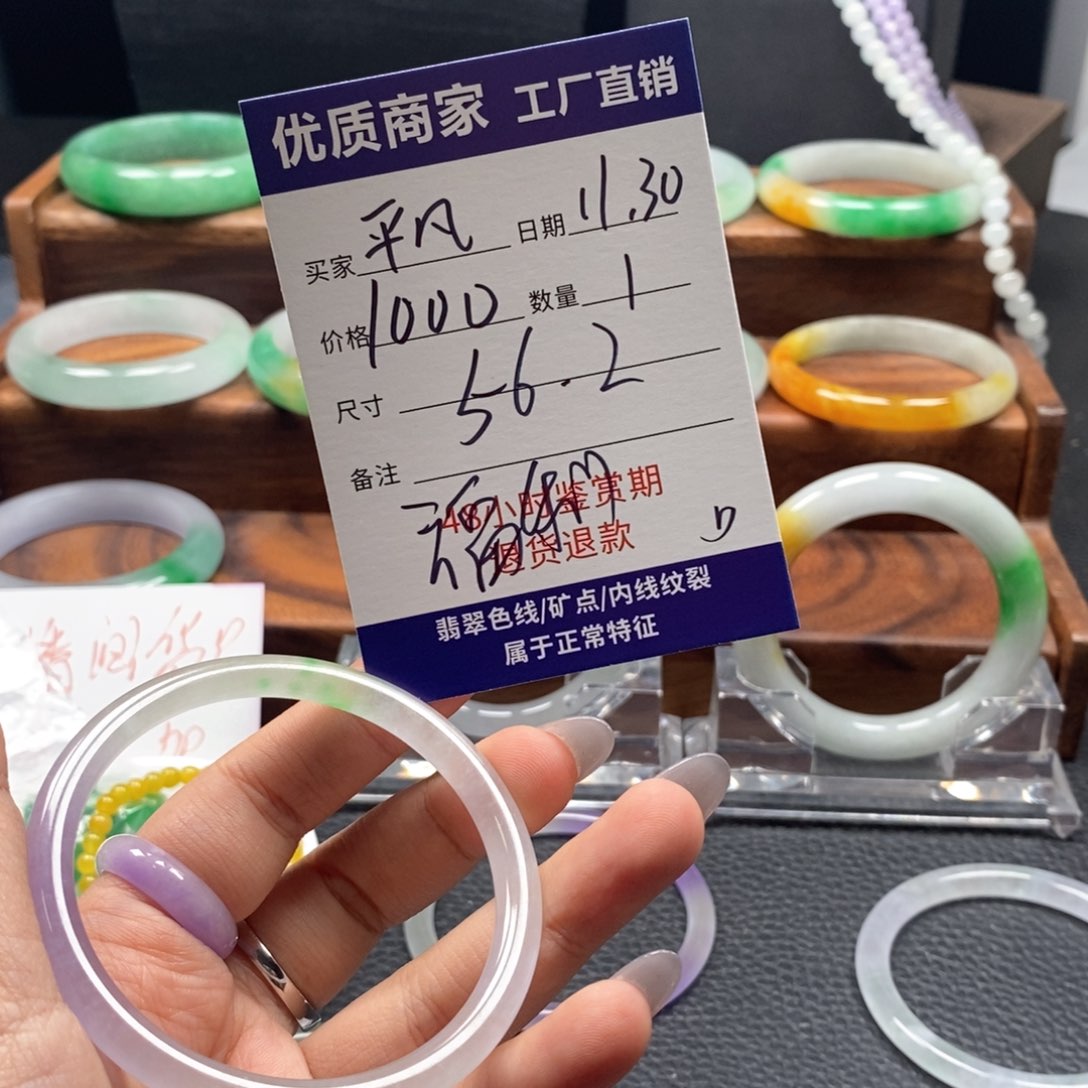 优质商家 工厂直销
买家 平凡 日期 11.30
价格 1000 数量 1
尺寸 56.2
备注
48小时鉴赏期
退货退款
翡翠色线/矿点/内线纹裂
属于正常特征